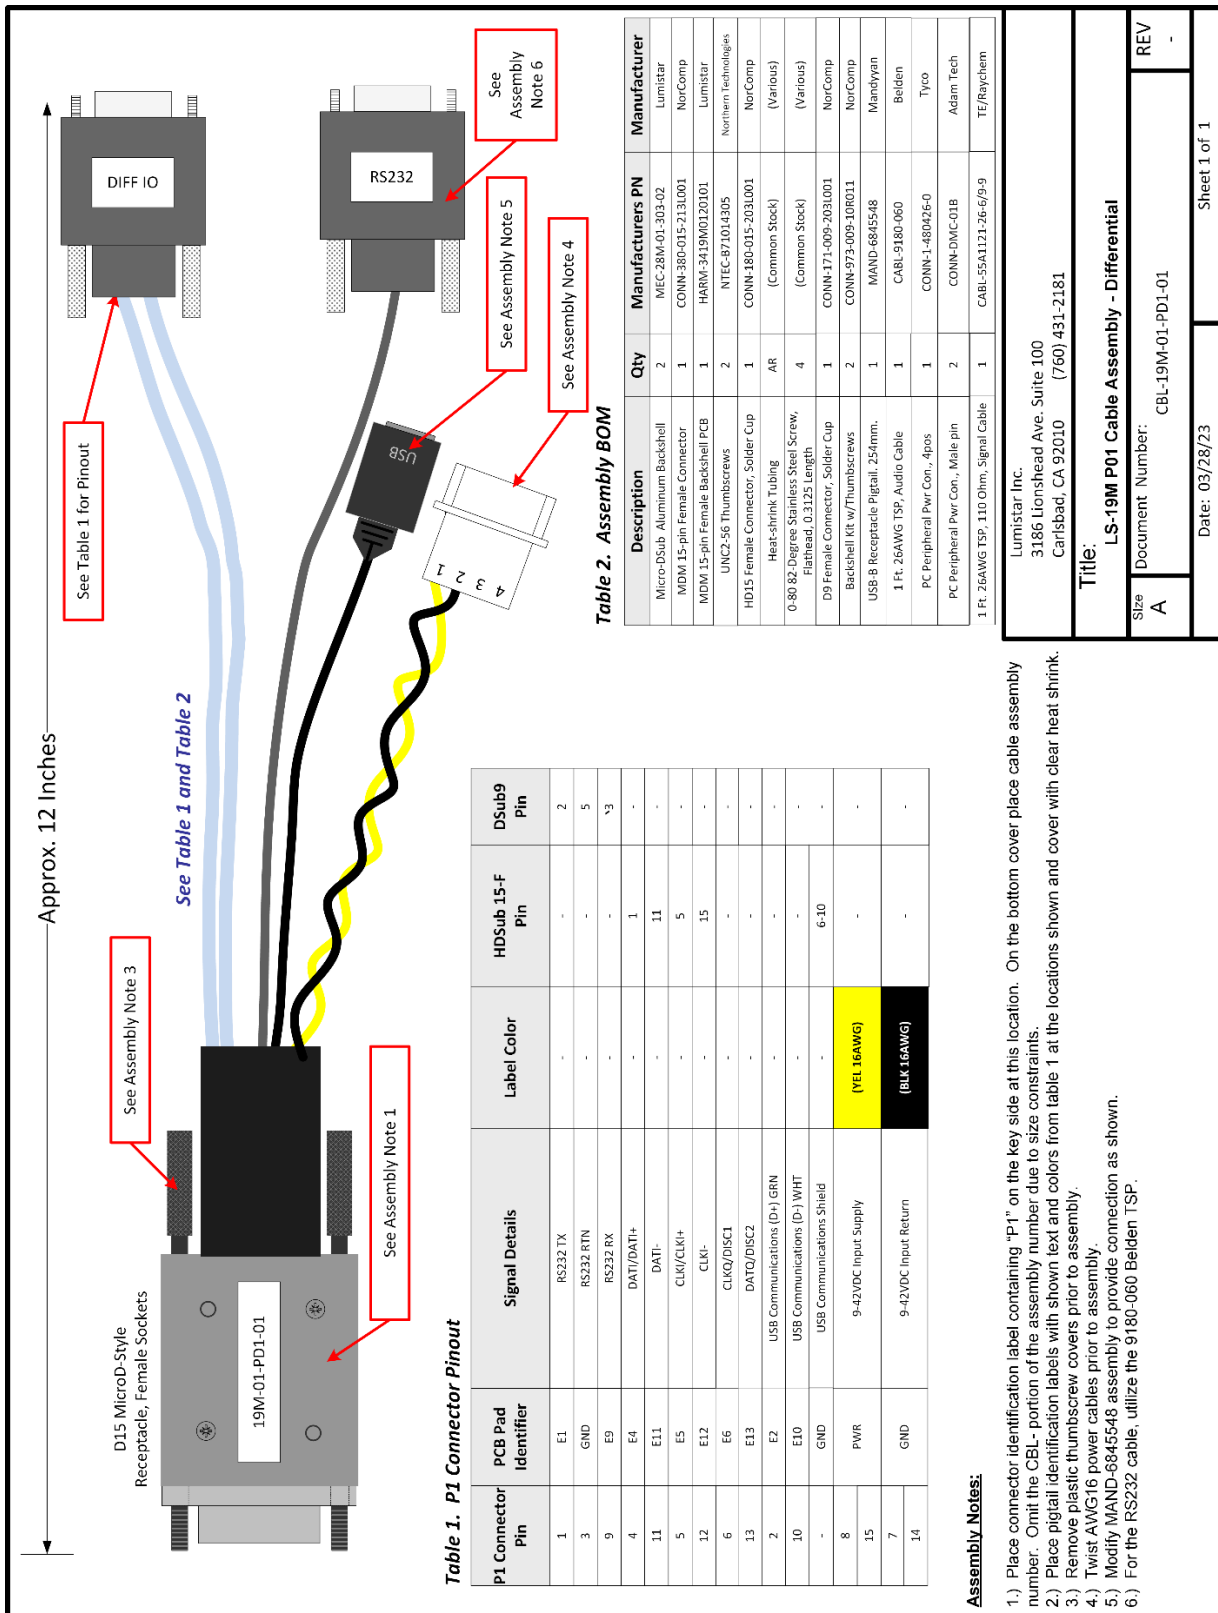 Approx. 12 Inches
D15 MicroD-Style
Receptacle, Female Sockets
19M-01-PD1-01
See Assembly Note 3
See Assembly Note 1
See Table 1 and Table 2
See Table 1 for Pinout
DIFF IO
RS232
See
Assembly
Note 6
USB
See Assembly Note 5
See Assembly Note 4
1
2
3
4
Table 1. P1 Connector Pinout
P1 Connector Pin PCB Pad Identifier Signal Details Label Color HDSub 15-F Pin DSub9 Pin
1 E1 RS232 TX - - 2
3 GND RS232 RTN - - 5
9 E9 RS232 RX - - 3
4 E4 DATI/DATI+ - 1 -
11 E11 DATI- - 11 -
5 E5 CLKI/CLKI+ - 5 -
12 E12 CLKI- - 15 -
6 E6 CLKQ/DISC1 - - -
13 E13 DATQ/DISC2 - - -
2 E2 USB Communications (D+) GRN - - -
10 E10 USB Communications (D-) WHT - - -
- GND USB Communications Shield - 6-10 -
8 PWR 9-42VDC Input Supply (YEL 16AWG) - -
15
7 GND 9-42VDC Input Return (BLK 16AWG) - -
14
Table 2. Assembly BOM
Description Qty Manufacturers PN Manufacturer
Micro-DSub Aluminum Backshell 2 MEC-28M-01-303-02 Lumistar
MDM 15-pin Female Connector 1 CONN-380-015-213L001 NorComp
MDM 15-pin Female Backshell PCB 1 HARM-3419M0120101 Lumistar
UNC2-56 Thumbscrews 2 NTEC-B71014305 Northern Technologies
HD15 Female Connector, Solder Cup 1 CONN-180-015-203L001 NorComp
Heat-shrink Tubing AR (Common Stock) (Various)
0-80 82-Degree Stainless Steel Screw, Flathead, 0.3125 Length 4 (Common Stock) (Various)
D9 Female Connector, Solder Cup 1 CONN-171-009-203L001 NorComp
Backshell Kit w/Thumbscrews 2 CONN-973-009-10R011 NorComp
USB-B Receptacle Pigtail. 254mm. 1 MAND-6845548 Mandyyan
1 Ft. 26AWG TSP, Audio Cable 1 CABL-9180-060 Belden
PC Peripheral Pwr Con., 4pos 1 CONN-1-480426-0 Tyco
PC Peripheral Pwr Con., Male pin 2 CONN-DMC-01B Adam Tech
1 Ft. 26AWG TSP, 110 Ohm, Signal Cable 1 CABL-55A1121-26-6/9-9 TE/Raychem
Assembly Notes:
1.) Place connector identification label containing "P1" on the key side at this location. On the bottom cover place cable assembly
number. Omit the CBL- portion of the assembly number due to size constraints.
2.) Place pigtail identification labels with shown text and colors from table 1 at the locations shown and cover with clear heat shrink.
3.) Remove plastic thumbscrew covers prior to assembly.
4.) Twist AWG16 power cables prior to assembly.
5.) Modify MAND-6845548 assembly to provide connection as shown.
6.) For the RS232 cable, utilize the 9180-060 Belden TSP.
Lumistar Inc.
3186 Lionshead Ave. Suite 100
Carlsbad, CA 92010 (760) 431-2181
Title:
LS-19M P01 Cable Assembly - Differential
Size
A
Document Number:
CBL-19M-01-PD1-01
REV
-
Date: 03/28/23
Sheet 1 of 1